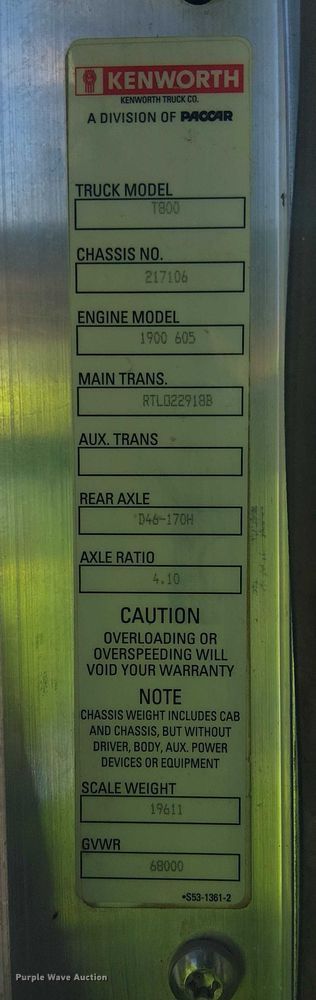 KENWORTH
KENWORTH TRUCK CO.
A DIVISION OF PACCAR
TRUCK MODEL
T800
CHASSIS NO.
217106
ENGINE MODEL
1900 605
MAIN TRANS.
RTLO22918B
AUX. TRANS
REAR AXLE
D46-170H
AXLE RATIO
4.10
CAUTION
OVERLOADING OR
OVERSPEEDING WILL
VOID YOUR WARRANTY
NOTE
CHASSIS WEIGHT INCLUDES CAB
AND CHASSIS, BUT WITHOUT
DRIVER, BODY, AUX. POWER
DEVICES OR EQUIPMENT
SCALE WEIGHT
19611
GVWR
68000
•S53-1361-2
Purple Wave Auction